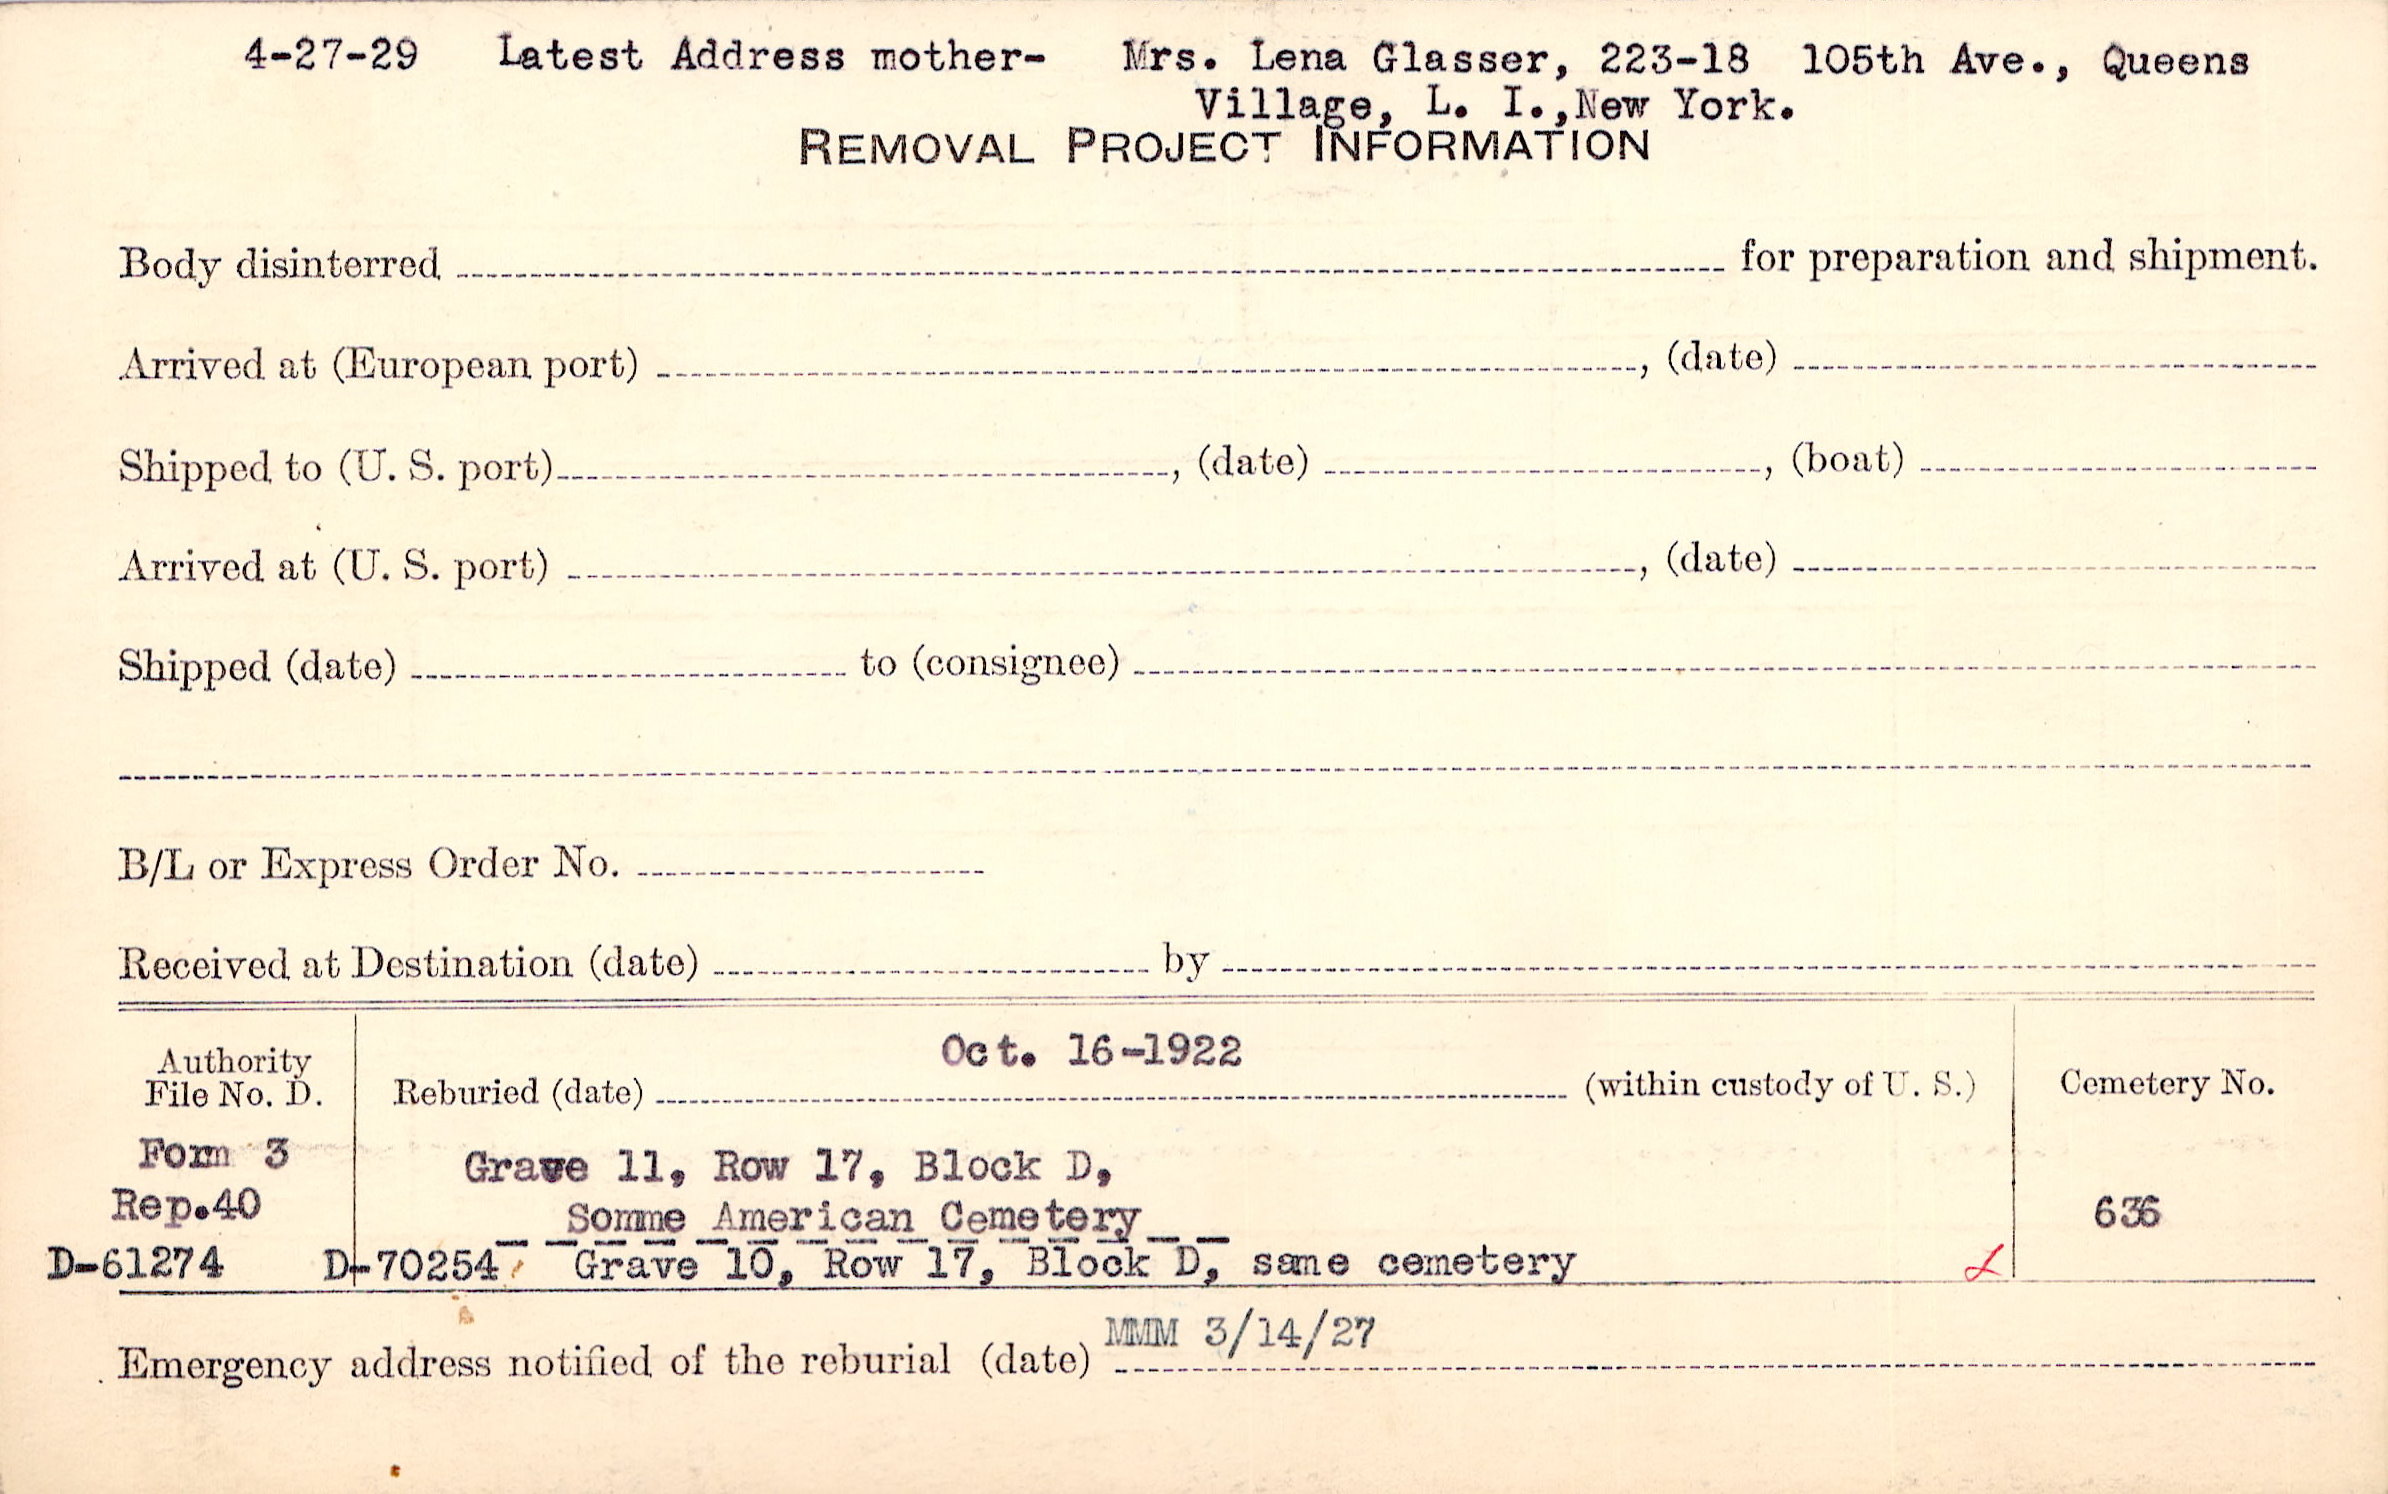 4-27-29 Latest Address mother- Mrs. Lena Glasser, 223-18 105th Ave., Queens
Village, L. I.,New York.
REMOVAL PROJECT INFORMATION
Body disinterred for preparation and shipment.
Arrived at (European port) , (date)
Shipped to (U. S. port) , (date) , (boat)
Arrived at (U. S. port) , (date)
Shipped (date) to (consignee)
B/L or Express Order No.
Received at Destination (date) by
Authority
File No. D.
Form 3
Rep.40
D-61274
Oct. 16-1922
Reburied (date) (within custody of U. S.)
Grave 11, Row 17, Block D,
Somme American Cemetery
D-70254 Grave 10, Row 17, Block D, same cemetery
Cemetery No.
636
Emergency address notified of the reburial (date) MMM 3/14/27